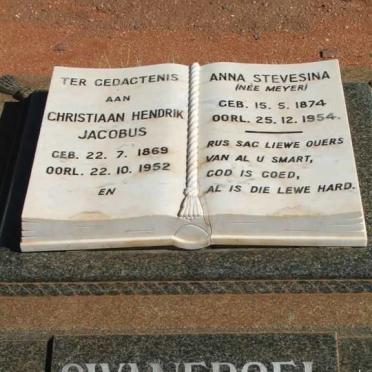 TER GEDACTENIS
AAN
CHRISTIAAN HENDRIK
JACOBUS
GEB. 22. 7. 1869
OORL. 22. 10. 1952
EN
ANNA STEVESINA
(NÉE MEYER)
GEB. 15. 5. 1874
OORL. 25. 12. 1954.
RUS SAG LIEWE OUERS
VAN AL U SMART,
GOD IS GOED,
AL IS DIE LEWE HARD.
SWANEPOEL